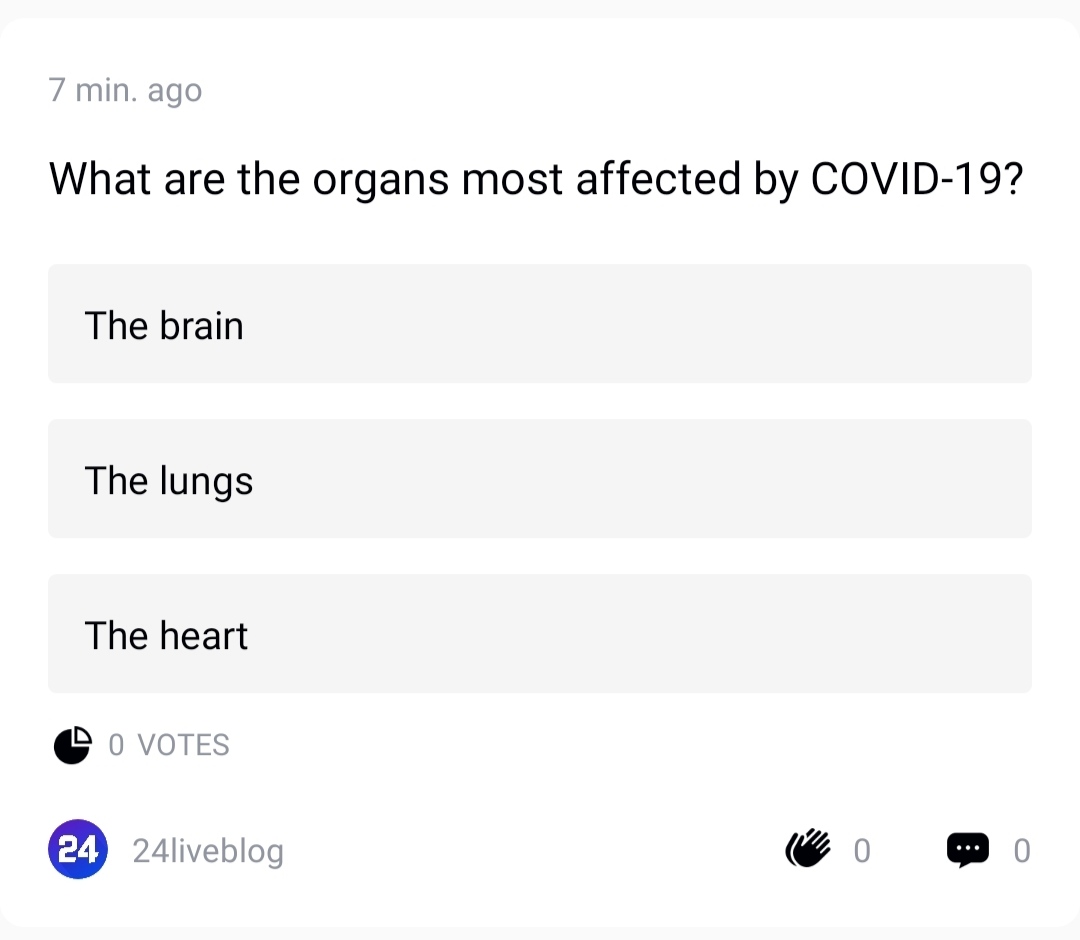 7 min. ago
What are the organs most affected by COVID-19?
The brain
The lungs
The heart
0 VOTES
24 24liveblog 0 0